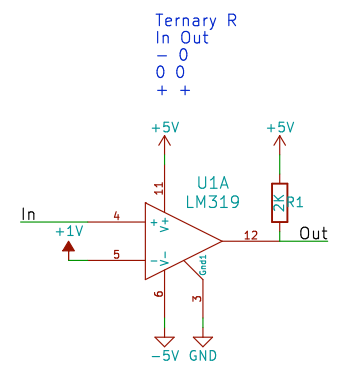 Ternary R
In Out
- 0
0 0
+ +
+5V
+5V
11
U1A
LM319
2K
R1
In
4
+
V+
+1V
12
Out
5
-
V-
Gnd1
6
3
-5V
GND